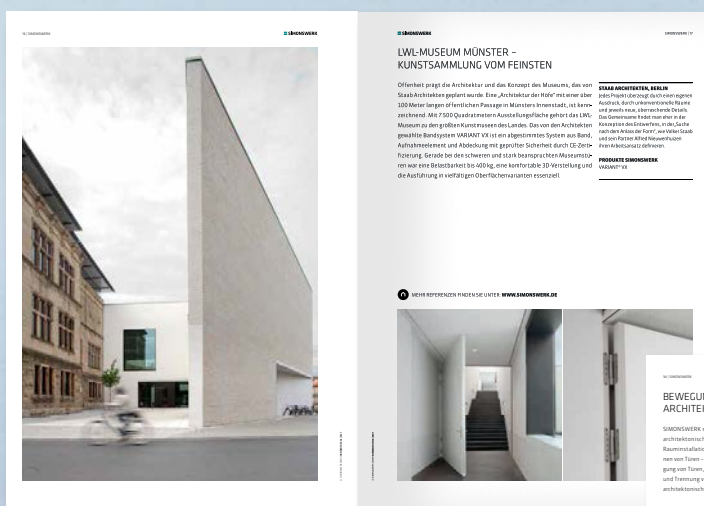 SIMONSWERK
SIMONSWERK
SIMONSWERK | 17
LWL-MUSEUM MÜNSTER –
KUNSTSAMMLUNG VOM FEINSTEN
Offenheit prägt die Architektur und das Konzept des Museums, das von
Staab Architekten geplant wurde. Eine „Architektur der Höfe“ mit einer über
100 Meter langen öffentlichen Passage in Münsters Innenstadt, ist kenn-
zeichnend. Mit 7 500 Quadratmetern Ausstellungsfläche gehört das LWL-
Museum zu den größten Kunstmuseen des Landes. Das von den Architekten
gewählte Bandsystem VARIANT VX ist ein abgestimmtes System aus Band,
Aufnahmeelement und Abdeckung mit geprüfter Sicherheit durch CE-Zerti-
fizierung. Gerade bei den schweren und stark beanspruchten Museumstü-
ren war eine Belastbarkeit bis 400 kg, eine komfortable 3D-Verstellung und
die Ausführung in vielfältigen Oberflächenvarianten essenziell.
STAAB ARCHITEKTEN, BERLIN
Jedes Projekt überzeugt durch einen eigenen
Ausdruck, durch unkonventionelle Räume
und jeweils neue, überraschende Details.
Das Gemeinsame findet man eher in der
Konzeption des Entwerfens, in der „Suche
nach dem Anlass der Form“, wie Volker Staab
und sein Partner Alfred Nieuwenhuizen
ihren Arbeitsansatz definieren.
PRODUKTE SIMONSWERK
VARIANT® VX
MEHR REFERENZEN FINDEN SIE UNTER WWW.SIMONSWERK.DE
BEWEGUN
ARCHITEK
SIMONSWERK
architektonisch
Rauminstallatio
nen von Türen –
gung von Türen,
und Trennung v
architektonisch